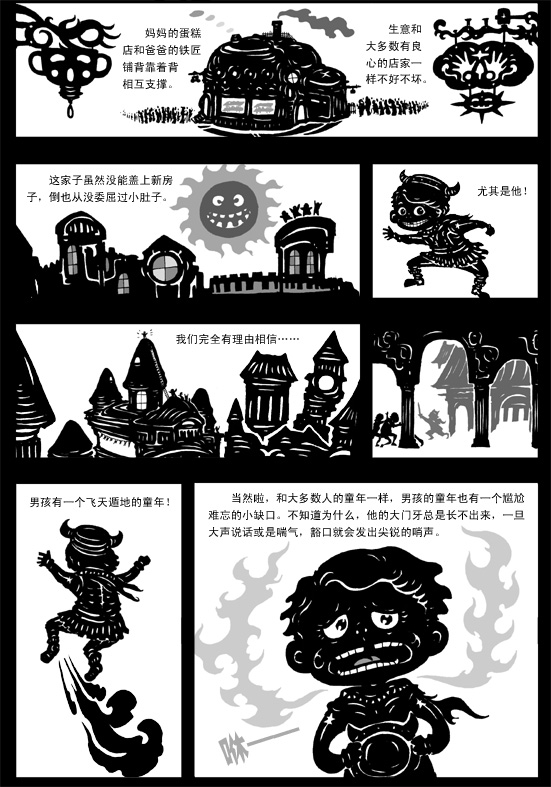 妈妈的蛋糕
店和爸爸的铁匠
铺背靠着背
相互支撑。
生意和
大多数有良
心的店家一
样不好不坏。
这家子虽然没能盖上新房
子，倒也从没委屈过小肚子。
尤其是他！
我们完全有理由相信……
男孩有一个飞天遁地的童年！
当然啦，和大多数人的童年一样，男孩的童年也有一个尴尬
难忘的小缺口。不知道为什么，他的大门牙总是长不出来，一旦
大声说话或是喘气，豁口就会发出尖锐的哨声。
咻一